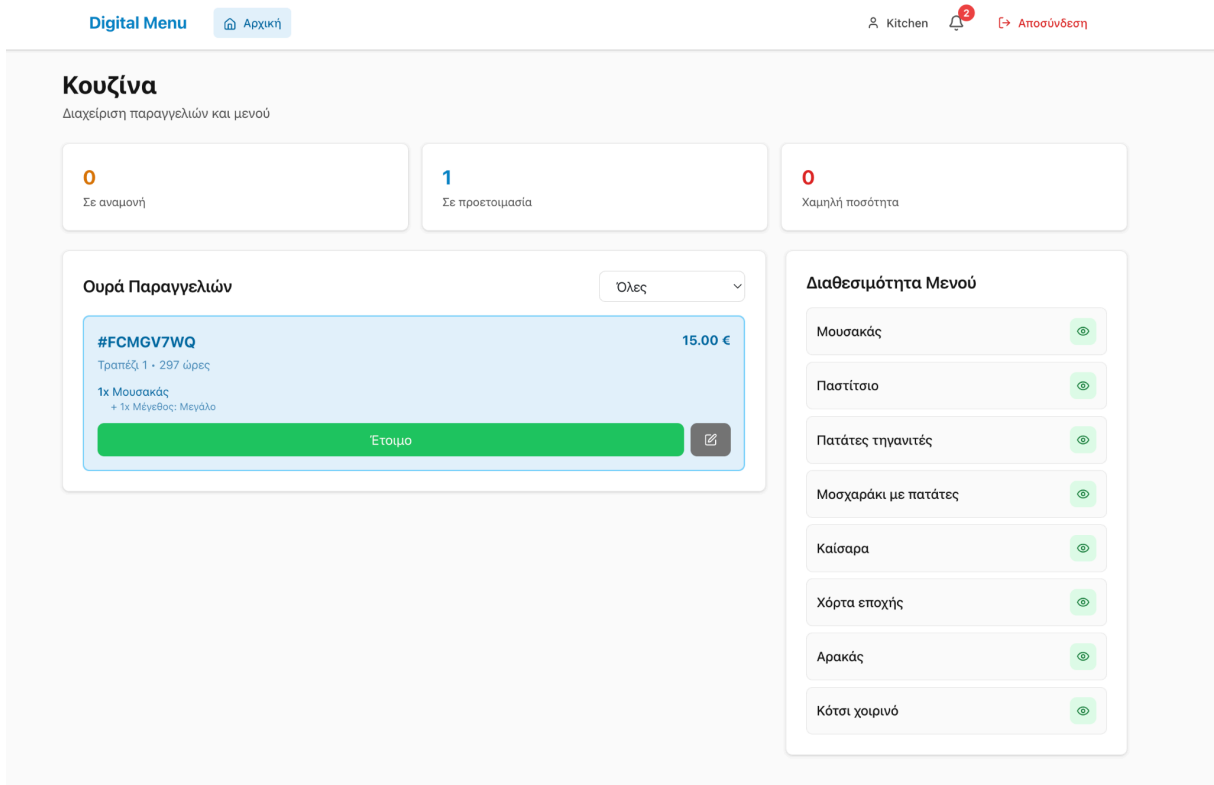 Digital Menu
Αρχική
Kitchen
2
Αποσύνδεση
Κουζίνα
Διαχείριση παραγγελιών και μενού
0
Σε αναμονή
1
Σε προετοιμασία
0
Χαμηλή ποσότητα
Ουρά Παραγγελιών
Όλες
#FCMGV7WQ
15.00 €
Τραπέζι 1 • 297 ώρες
1x Μουσακάς
+ 1x Μέγεθος: Μεγάλο
Έτοιμο
Διαθεσιμότητα Μενού
Μουσακάς
Παστίτσιο
Πατάτες τηγανιτές
Μοσχαράκι με πατάτες
Καίσαρα
Χόρτα εποχής
Αρακάς
Κότσι χοιρινό